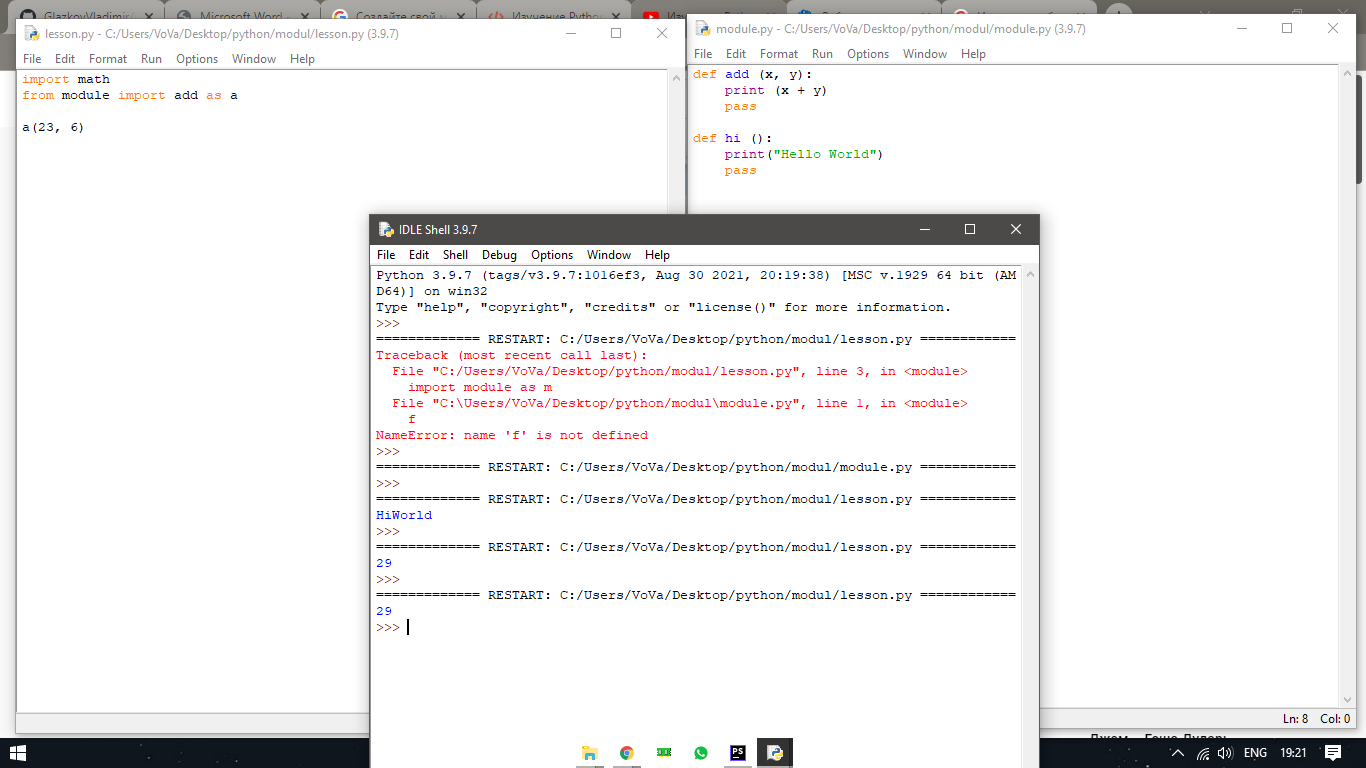 GlazkovVladimir/
Microsoft Word
Создайте свой
Изучение Python
lesson.py - C:/Users/VoVa/Desktop/python/modul/lesson.py (3.9.7)
File Edit Format Run Options Window Help
import math
from module import add as a
a(23, 6)
module.py - C:/Users/VoVa/Desktop/python/modul/module.py (3.9.7)
File Edit Format Run Options Window Help
def add (x, y):
print (x + y)
pass
def hi ():
print("Hello World")
pass
Ln: 8 Col: 0
IDLE Shell 3.9.7
File Edit Shell Debug Options Window Help
Python 3.9.7 (tags/v3.9.7:1016ef3, Aug 30 2021, 20:19:38) [MSC v.1929 64 bit (AM
D64)] on win32
Type "help", "copyright", "credits" or "license()" for more information.
>>>
============= RESTART: C:/Users/VoVa/Desktop/python/modul/lesson.py ============
Traceback (most recent call last):
File "C:/Users/VoVa/Desktop/python/modul/lesson.py", line 3, in <module>
import module as m
File "C:\Users/VoVa/Desktop/python/modul\module.py", line 1, in <module>
f
NameError: name 'f' is not defined
>>>
============= RESTART: C:/Users/VoVa/Desktop/python/modul/module.py ============
>>>
============= RESTART: C:/Users/VoVa/Desktop/python/modul/lesson.py ============
HiWorld
>>>
============= RESTART: C:/Users/VoVa/Desktop/python/modul/lesson.py ============
29
>>>
============= RESTART: C:/Users/VoVa/Desktop/python/modul/lesson.py ============
29
>>>
PS
ENG 19:21